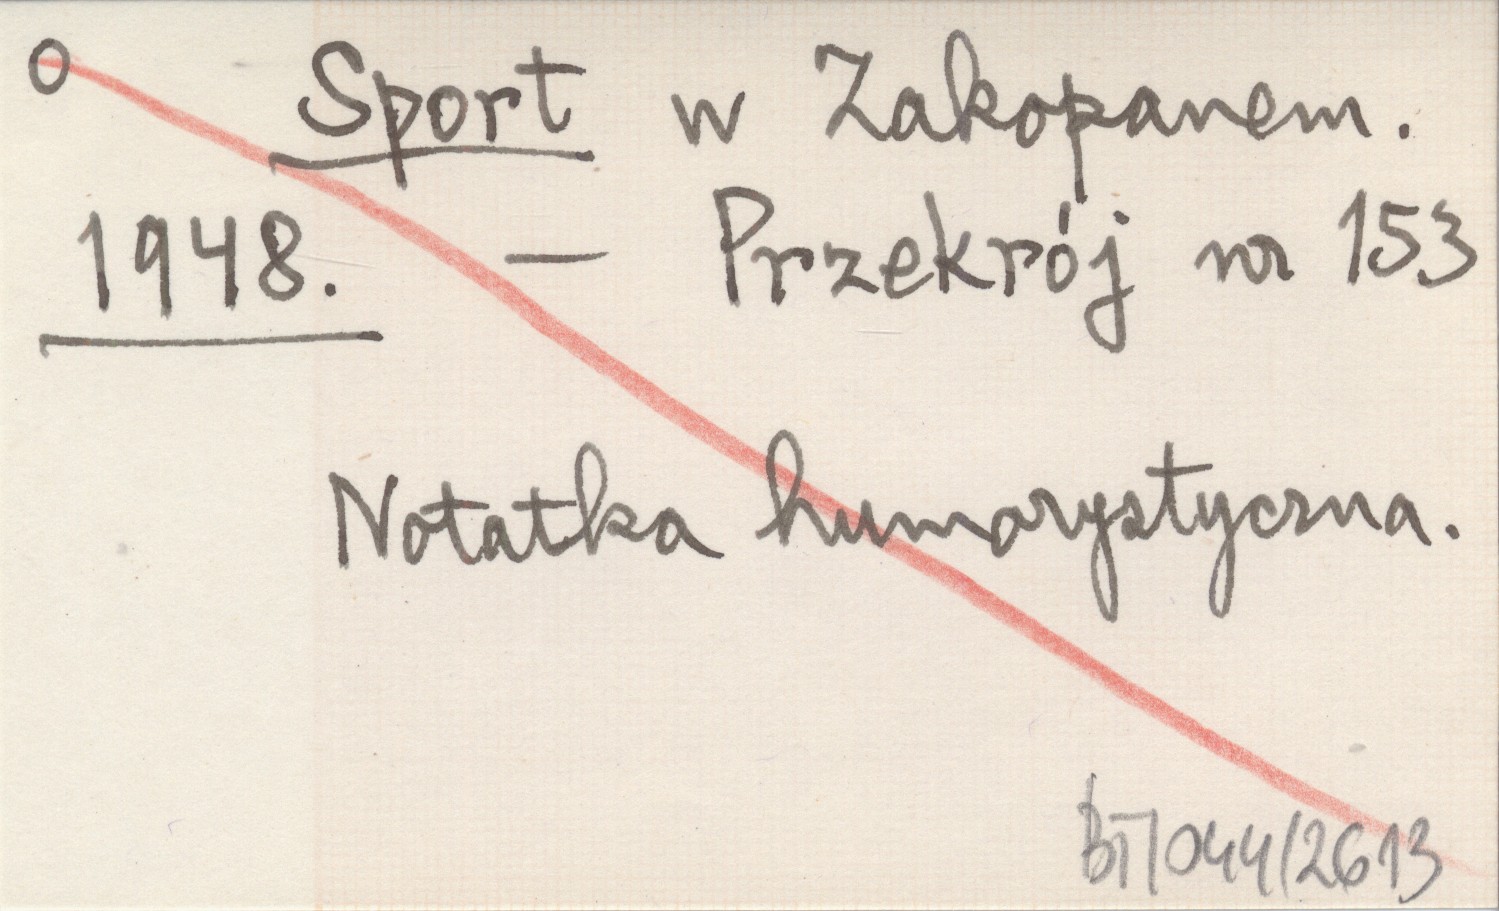 o Sport w Zakopanem.
1948. — Przekrój nr 153
Notatka humorystyczna.
BT/044/2613